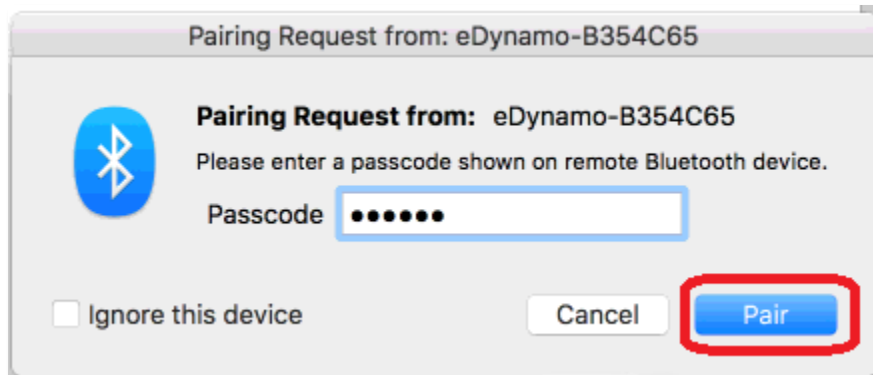 Pairing Request from: eDynamo-B354C65
Pairing Request from: eDynamo-B354C65
Please enter a passcode shown on remote Bluetooth device.
Passcode ••••••
Ignore this device
Cancel
Pair